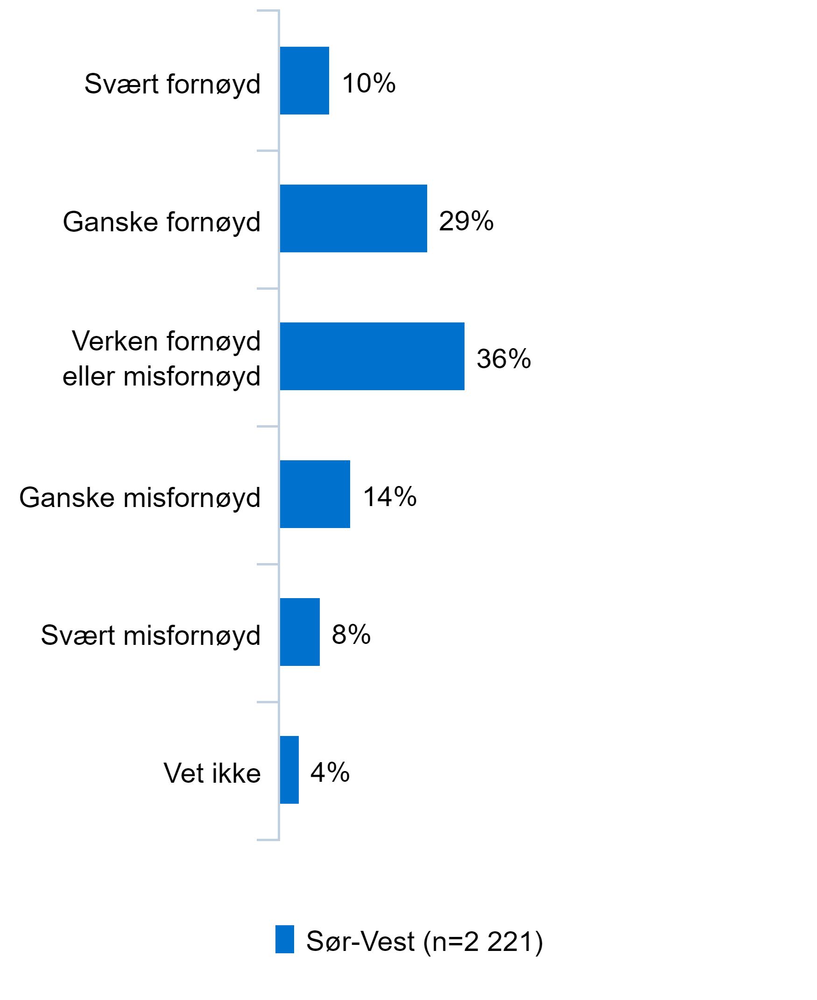 Svært fornøyd 10%
Ganske fornøyd 29%
Verken fornøyd
eller misfornøyd 36%
Ganske misfornøyd 14%
Svært misfornøyd 8%
Vet ikke 4%
Sør-Vest (n=2 221)